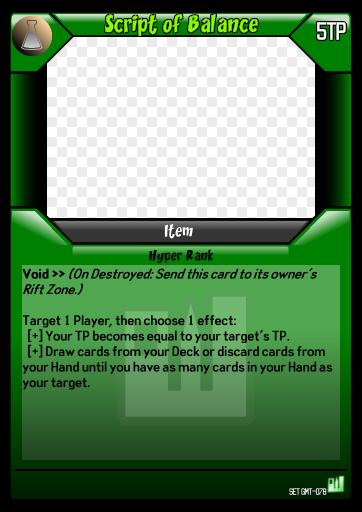 Script of Balance
5TP
Item
Hyper Rank
Void >> (On Destroyed: Send this card to its owner's
Rift Zone.)
Target 1 Player, then choose 1 effect:
[+] Your TP becomes equal to your target's TP.
[+] Draw cards from your Deck or discard cards from
your Hand until you have as many cards in your Hand as
your target.
SET GMT-078